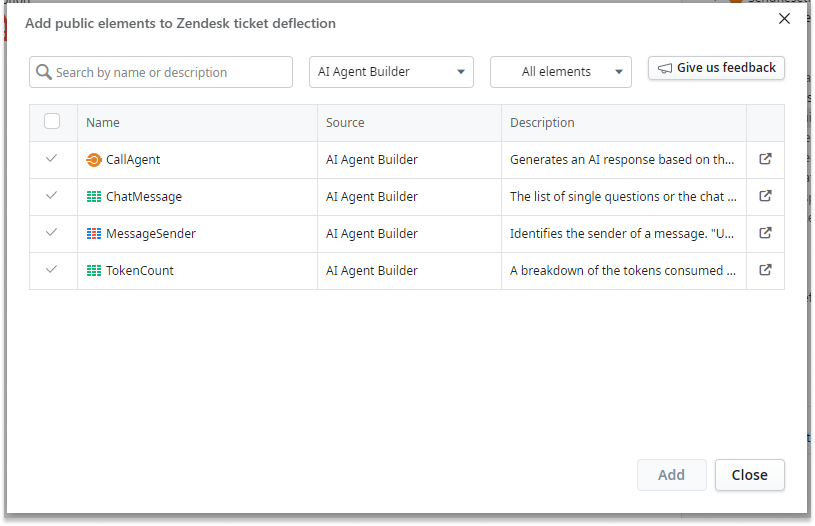 Add public elements to Zendesk ticket deflection
Search by name or description
AI Agent Builder
All elements
Give us feedback
Name Source Description
CallAgent AI Agent Builder Generates an AI response based on th...
ChatMessage AI Agent Builder The list of single questions or the chat ...
MessageSender AI Agent Builder Identifies the sender of a message. "U...
TokenCount AI Agent Builder A breakdown of the tokens consumed ...
Add Close